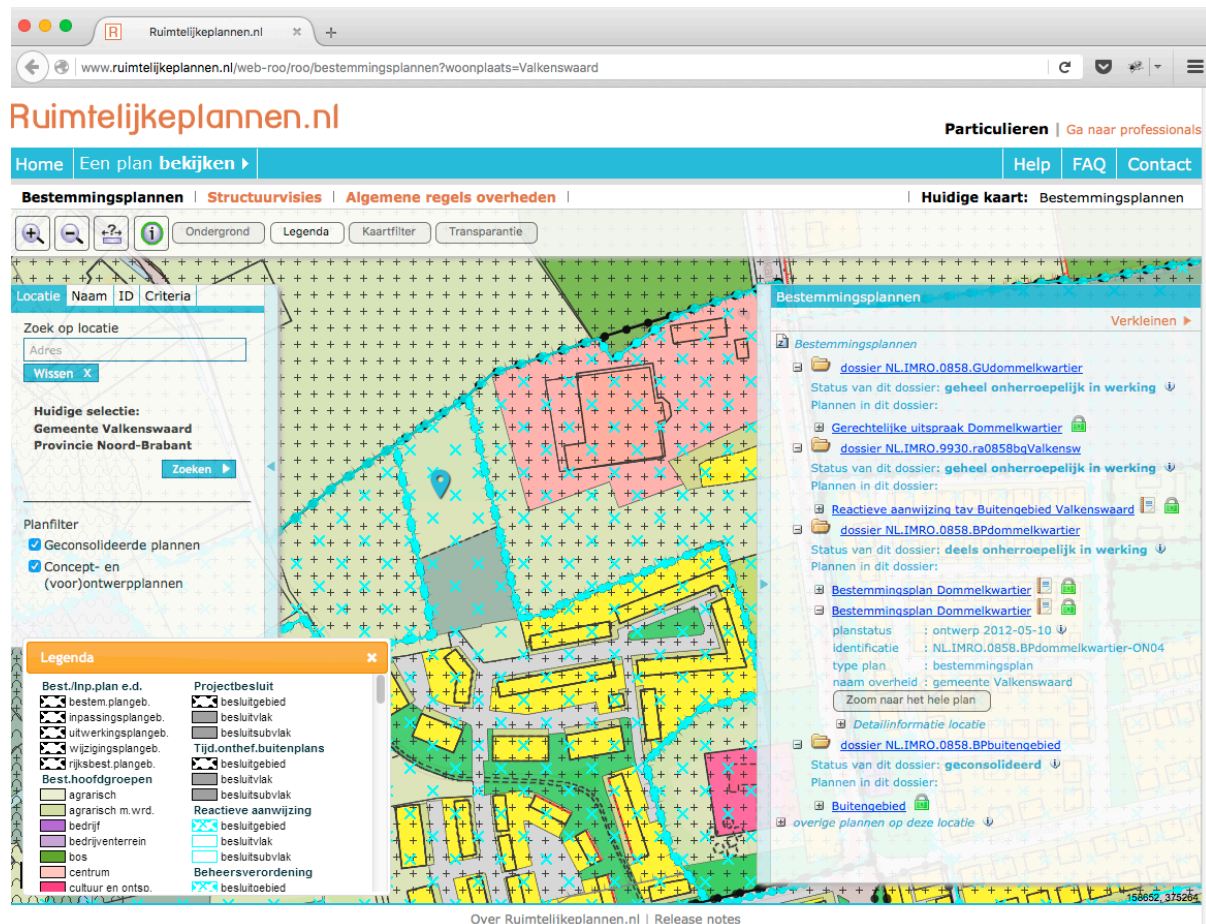 Ruimtelijkeplannen.nl
www.ruimtelijkeplannen.nl/web-roo/roo/bestemmingsplannen?woonplaats=Valkenswaard
Ruimtelijkeplannen.nl
Particulieren | Ga naar professionals
Home Een plan bekijken
Help FAQ Contact
Bestemmingsplannen | Structuurvisies | Algemene regels overheden |
| Huidige kaart: Bestemmingsplannen
Ondergrond Legenda Kaartfilter Transparantie
Locatie Naam ID Criteria
Zoek op locatie
Adres
Wissen X
Huidige selectie:
Gemeente Valkenswaard
Provincie Noord-Brabant
Zoeken
Planfilter
Geconsolideerde plannen
Concept- en
(voor)ontwerpplannen
Legenda
Best./Inp.plan e.d.
bestem.plangeb.
inpassingsplangeb.
uitwerkingsplangeb.
wijzigingsplangeb.
rijksbest.plangeb.
Best.hoofdgroepen
agrarisch
agrarisch m.wrd.
bedrijf
bedrijventerrein
bos
centrum
cultuur en ontsp.
Projectbesluit
besluitgebied
besluitvlak
besluitsubvlak
Tijd.onthef.buitenplans
besluitgebied
besluitvlak
besluitsubvlak
Reactieve aanwijzing
besluitgebied
besluitvlak
besluitsubvlak
Beheersverordening
besluitgebied
Bestemmingsplannen
Verkleinen
Bestemmingsplannen
dossier NL.IMRO.0858.GUdommelkwartier
Status van dit dossier: geheel onherroepelijk in werking
Plannen in dit dossier:
Gerechtelijke uitspraak Dommelkwartier
dossier NL.IMRO.9930.ra0858bgValkensw
Status van dit dossier: geheel onherroepelijk in werking
Plannen in dit dossier:
Reactieve aanwijzing tav Buitengebied Valkenswaard
dossier NL.IMRO.0858.BPdommelkwartier
Status van dit dossier: deels onherroepelijk in werking
Plannen in dit dossier:
Bestemmingsplan Dommelkwartier
Bestemmingsplan Dommelkwartier
planstatus : ontwerp 2012-05-10
identificatie : NL.IMRO.0858.BPdommelkwartier-ON04
type plan : bestemmingsplan
naam overheid : gemeente Valkenswaard
Zoom naar het hele plan
Detailinformatie locatie
dossier NL.IMRO.0858.BPbuitengebied
Status van dit dossier: geconsolideerd
Plannen in dit dossier:
Buitengebied
overige plannen op deze locatie
158652, 375264
Over Ruimtelijkeplannen.nl | Release notes